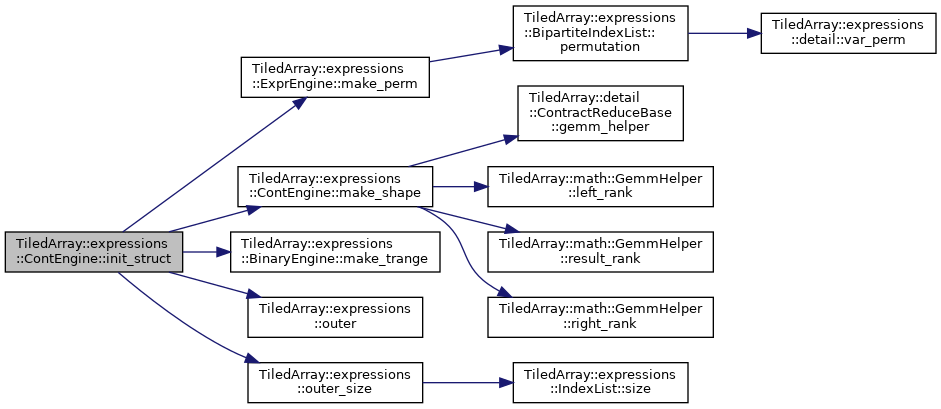 TiledArray::expressions
::ContEngine::init_struct
TiledArray::expressions
::ExprEngine::make_perm
TiledArray::expressions
::BipartiteIndexList::
permutation
TiledArray::expressions
::detail::var_perm
TiledArray::expressions
::ContEngine::make_shape
TiledArray::detail
::ContractReduceBase
::gemm_helper
TiledArray::math::GemmHelper
::left_rank
TiledArray::math::GemmHelper
::result_rank
TiledArray::math::GemmHelper
::right_rank
TiledArray::expressions
::BinaryEngine::make_trange
TiledArray::expressions
::outer
TiledArray::expressions
::outer_size
TiledArray::expressions
::IndexList::size